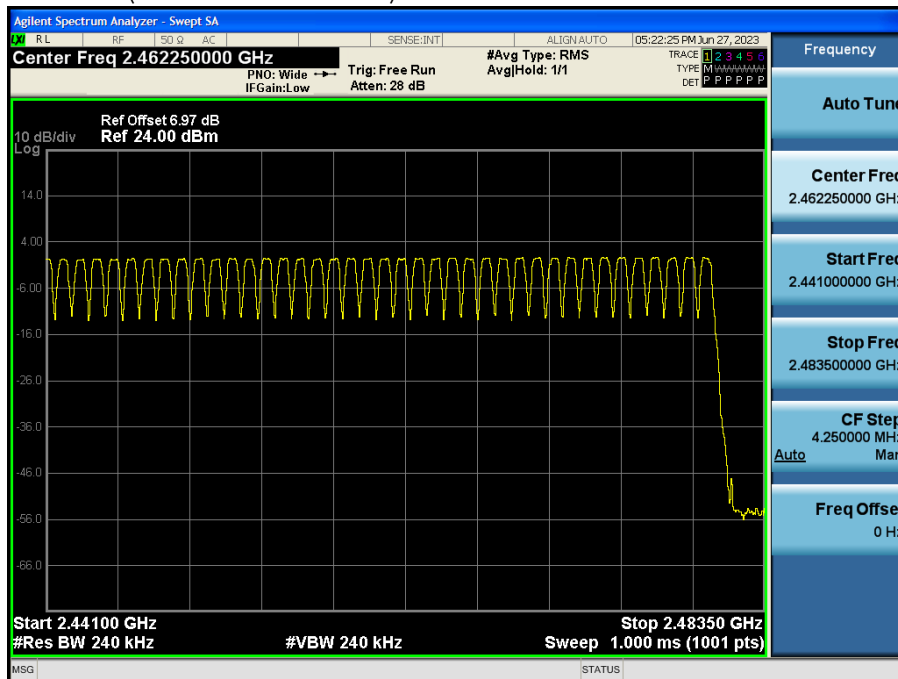 Agilent Spectrum Analyzer - Swept SA
LXI RL RF 50 Ω AC SENSE:INT ALIGN AUTO 05:22:25 PM Jun 27, 2023
Center Freq 2.462250000 GHz
#Avg Type: RMS
TRACE 1 2 3 4 5 6
PNO: Wide
Trig: Free Run
Avg|Hold: 1/1
TYPE M WWWWW
IFGain:Low
Atten: 28 dB
DET P P P P P P
Ref Offset 6.97 dB
10 dB/div Ref 24.00 dBm
Log
14.0
4.00
-6.00
-16.0
-26.0
-36.0
-46.0
-56.0
-66.0
Start 2.44100 GHz
Stop 2.48350 GHz
#Res BW 240 kHz
#VBW 240 kHz
Sweep 1.000 ms (1001 pts)
MSG
STATUS
Frequency
Auto Tune
Center Freq
2.462250000 GHz
Start Freq
2.441000000 GHz
Stop Freq
2.483500000 GHz
CF Step
4.250000 MHz
Auto Man
Freq Offset
0 Hz